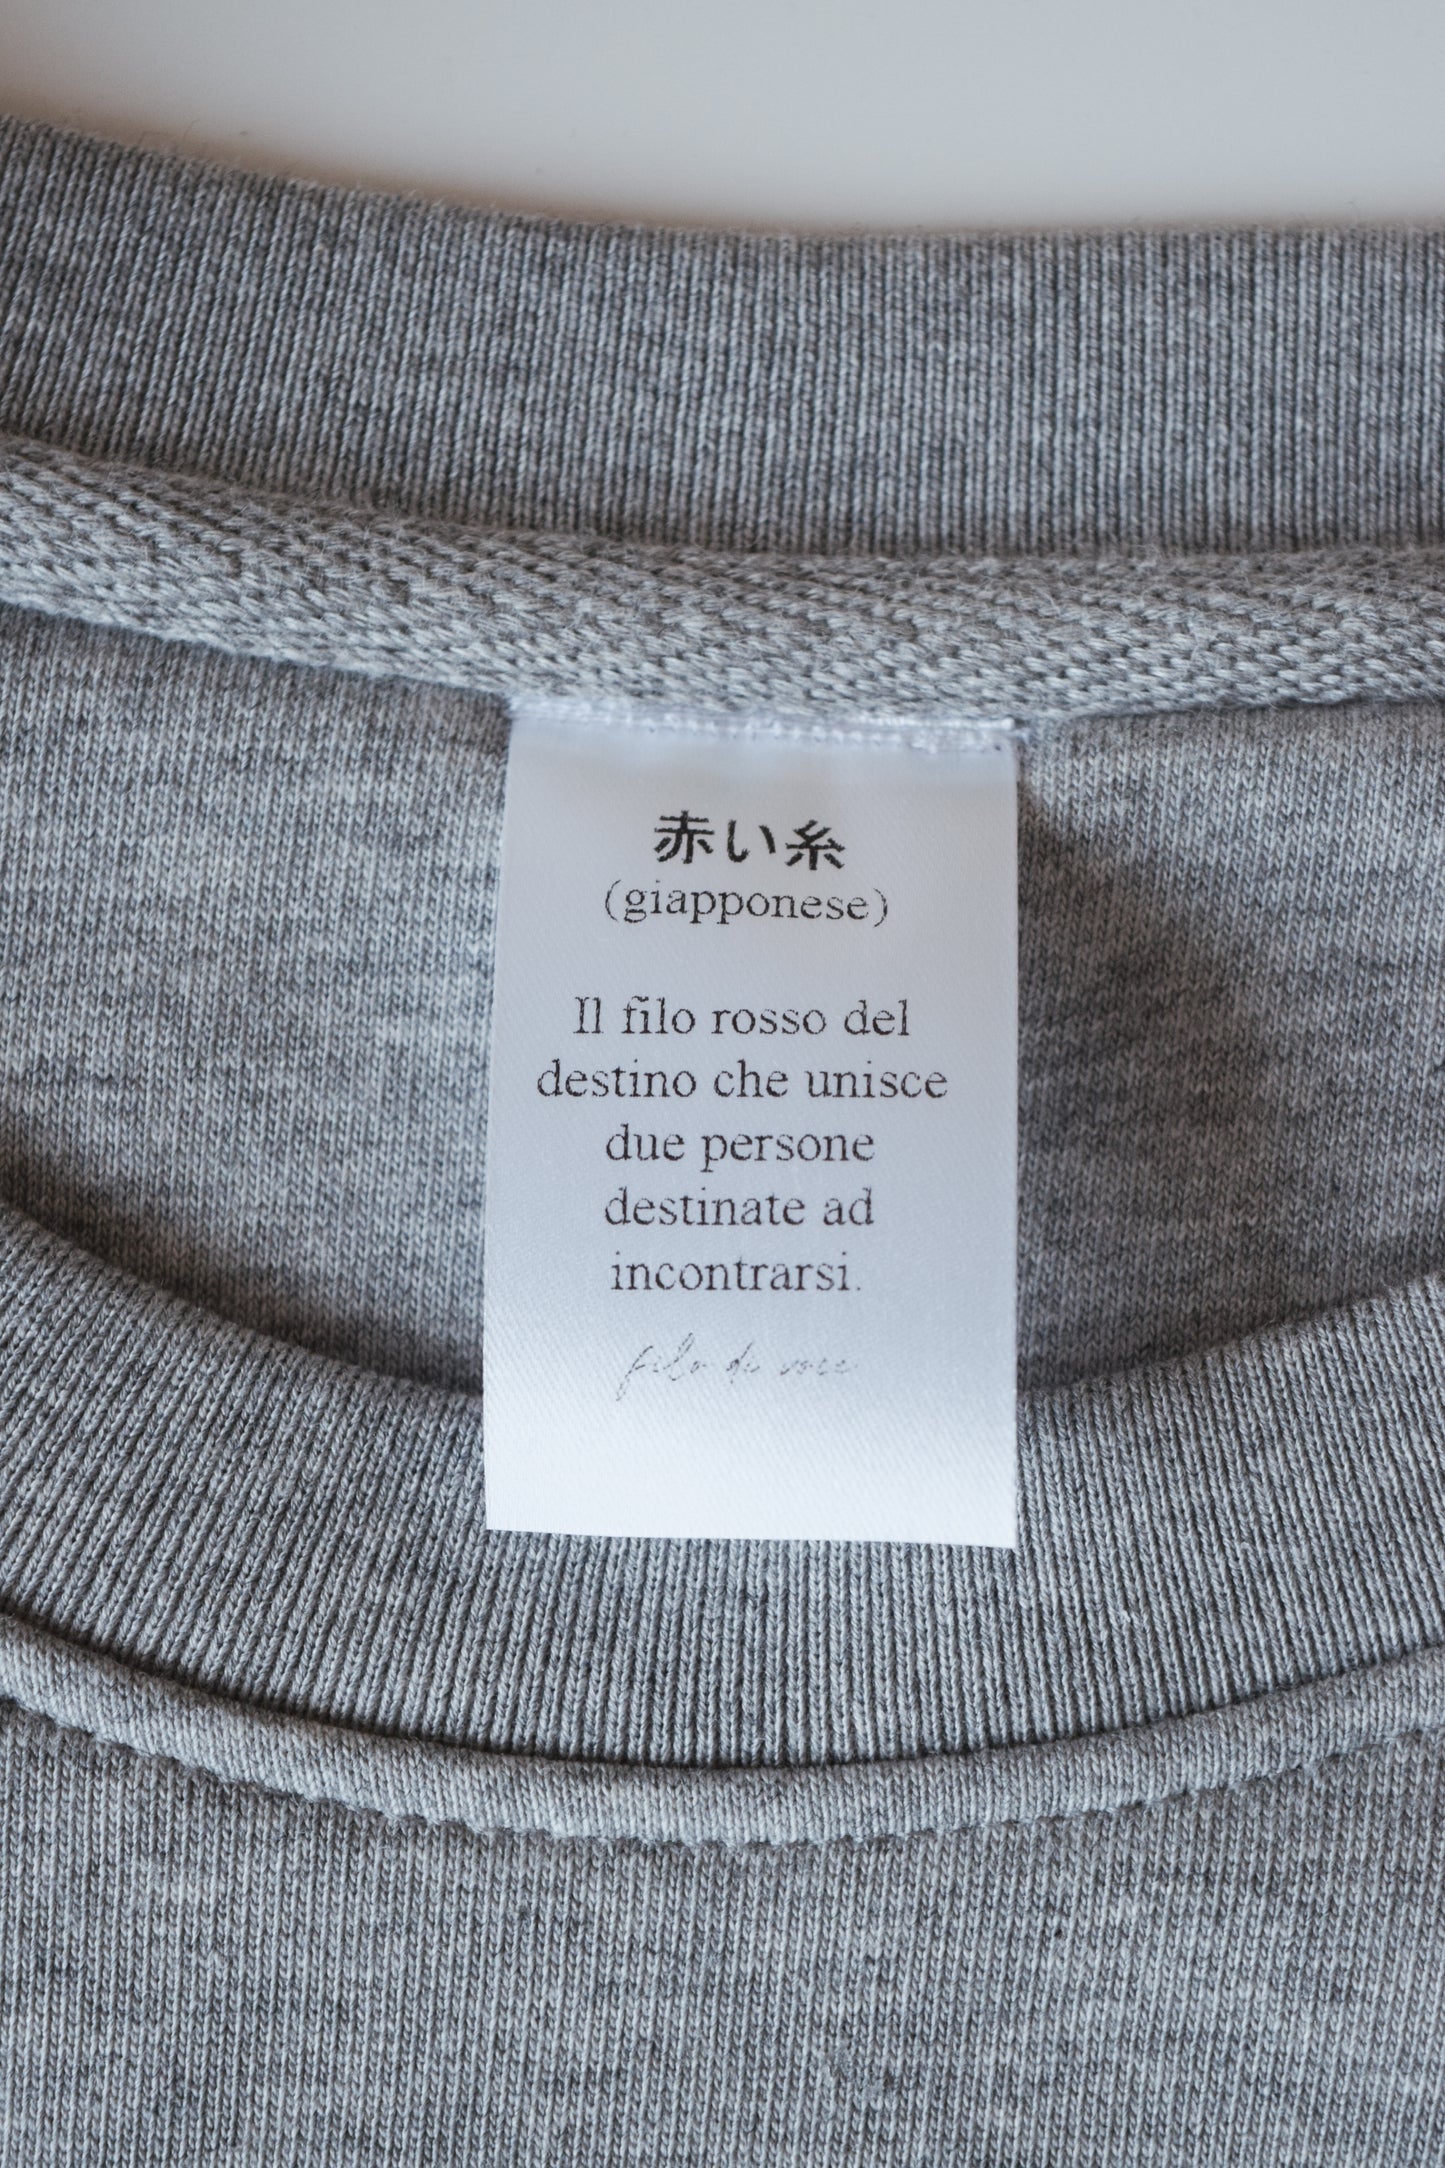 赤い糸
(giapponese)
Il filo rosso del
destino che unisce
due persone
destinate ad
incontrarsi.
filo di voce